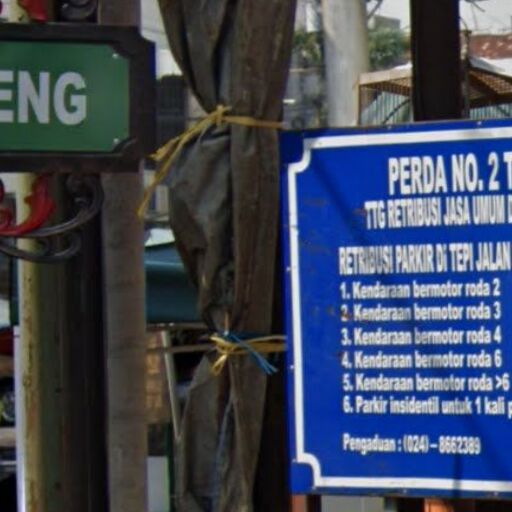 ENG
PERDA NO. 2 T
TTG RETRIBUSI JASA UMUM D
RETRIBUSI PARKIR Di TEPI JALAN
1. Kendaraan bermotor roda 2
2. Kendaraan bermotor roda 3
3. Kendaraan bermotor roda 4
4. Kendaraan bermotor roda 6
5. Kendaraan bermotor roda >6
6. Parkir insidentil untuk 1 kali p
Pengaduan : (024) – 8662389